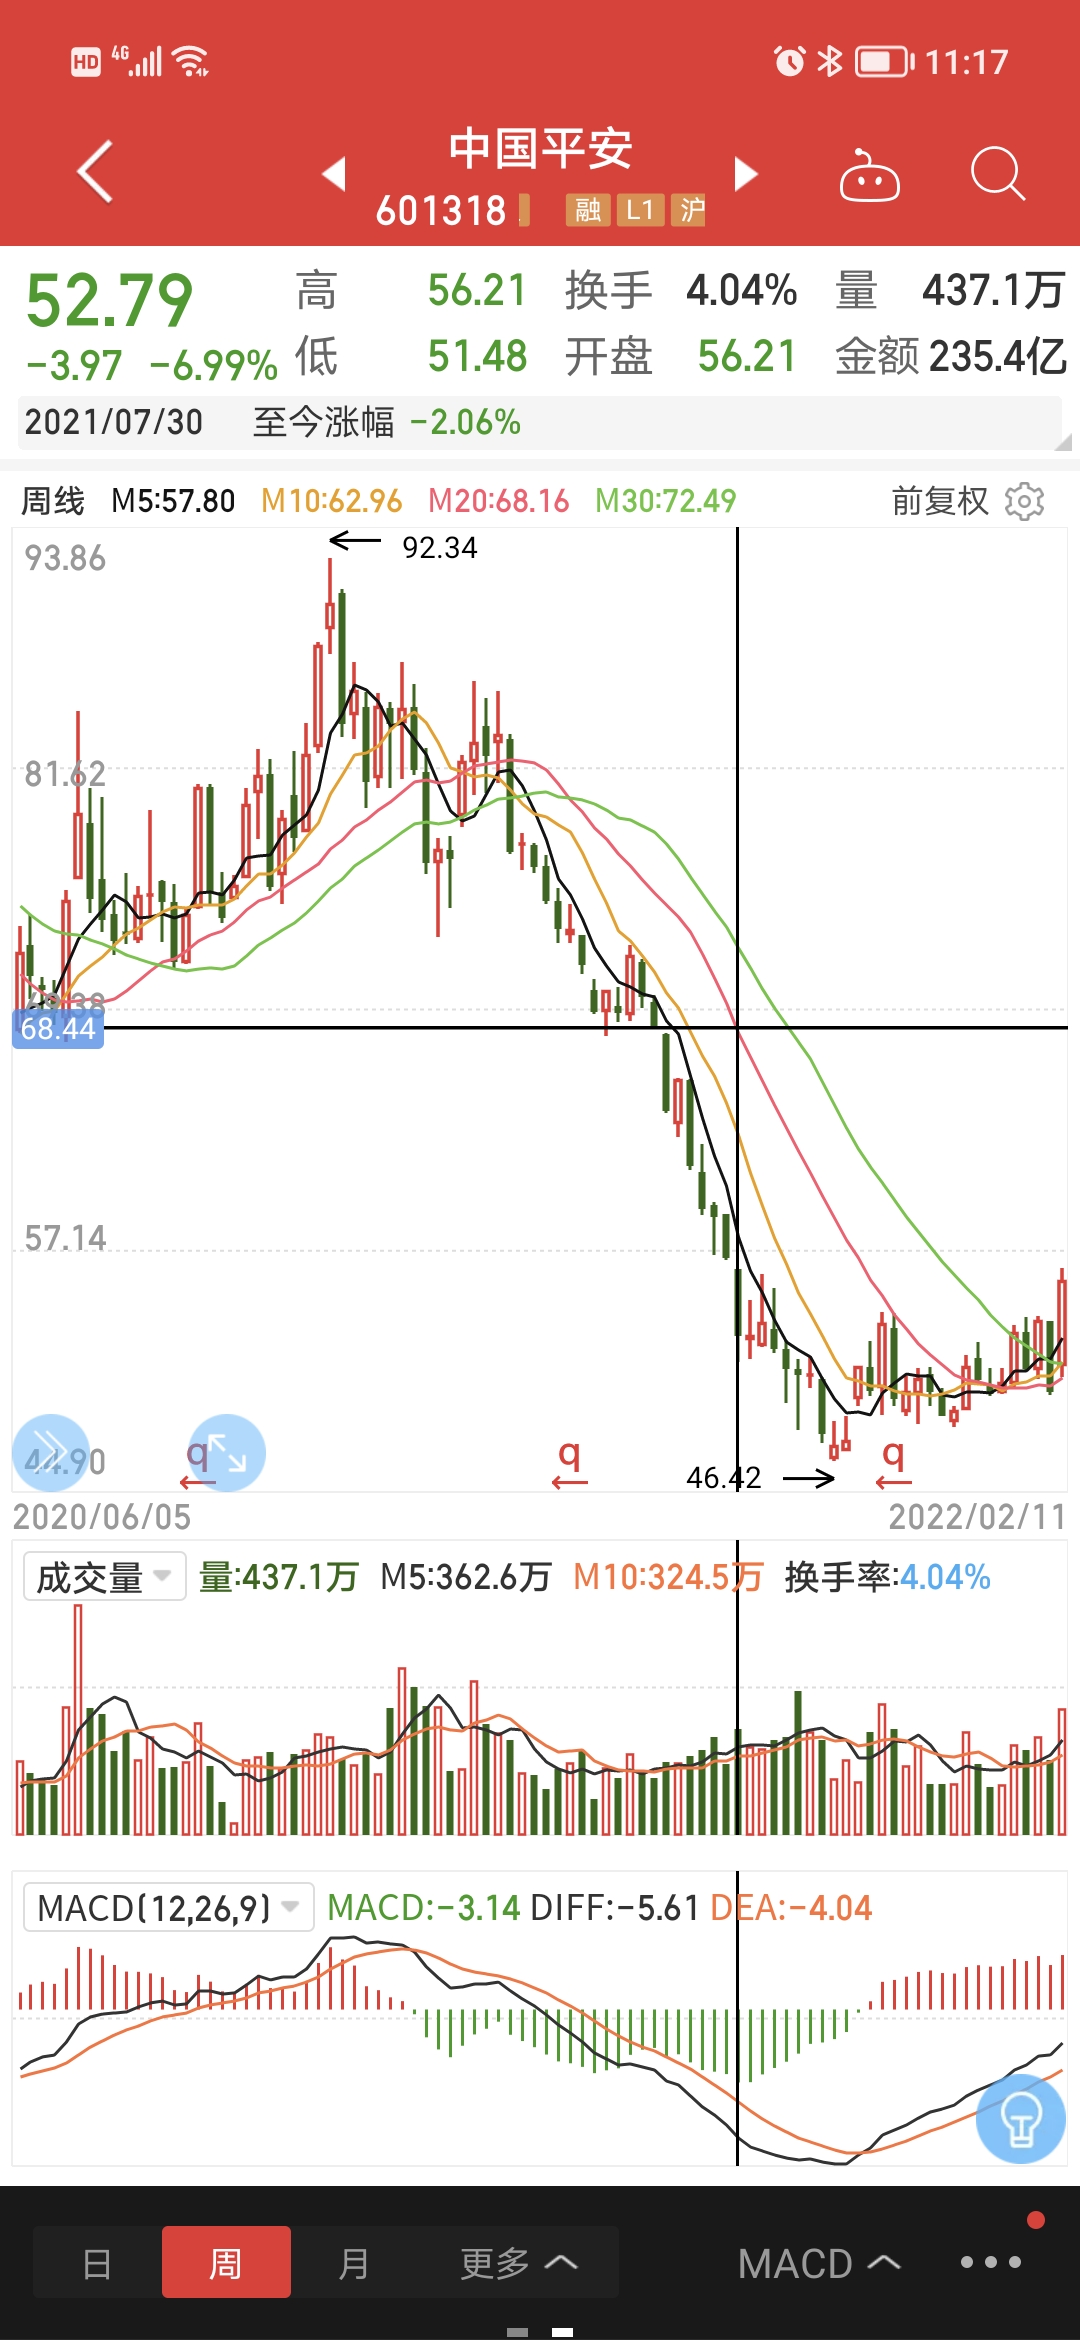 HD 4G 11:17
中国平安
601318 融 L1 沪
52.79 高 56.21 换手 4.04% 量 437.1万
-3.97 -6.99% 低 51.48 开盘 56.21 金额 235.4亿
2021/07/30 至今涨幅 -2.06%
周线 M5:57.80 M10:62.96 M20:68.16 M30:72.49 前复权
92.34
93.86
81.62
69.38
68.44
57.14
44.90 q q q
46.42
2020/06/05 2022/02/11
成交量 量:437.1万 M5:362.6万 M10:324.5万 换手率:4.04%
MACD(12,26,9) MACD:-3.14 DIFF:-5.61 DEA:-4.04
日 周 月 更多 MACD